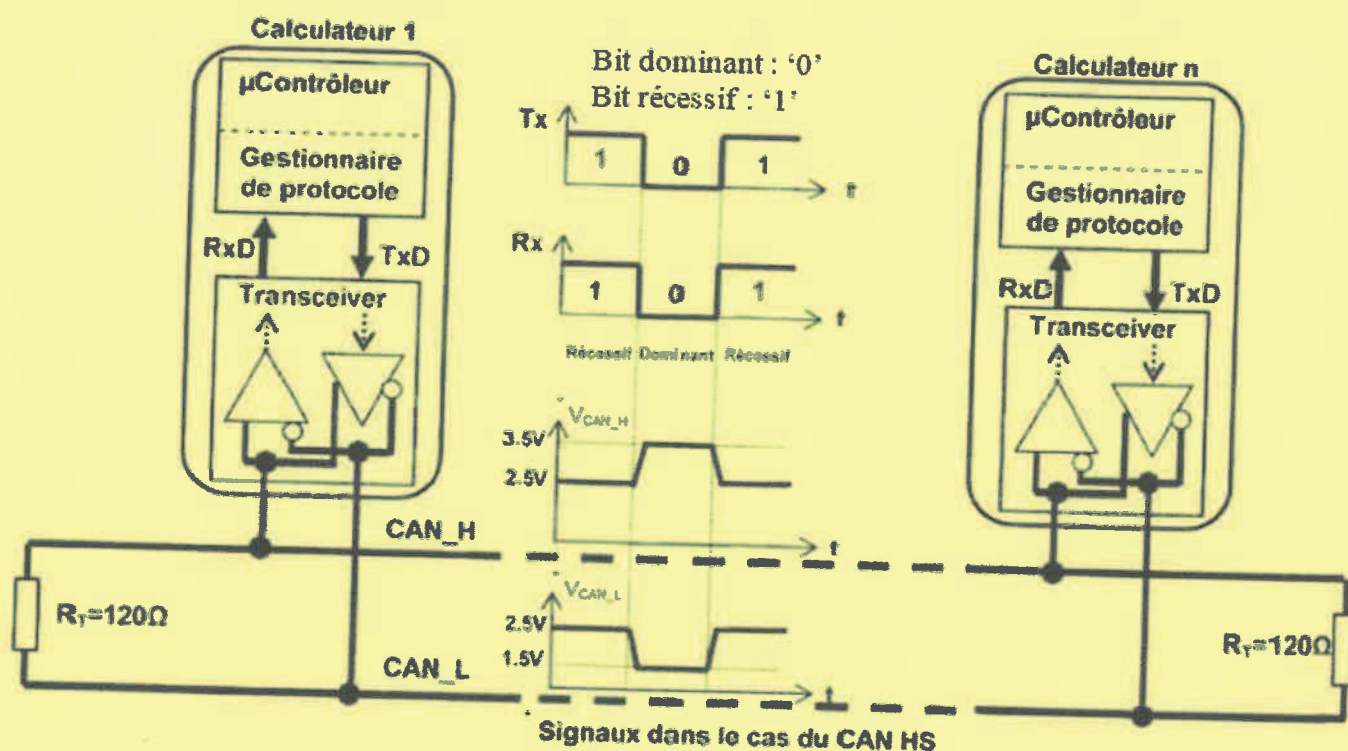 Calculateur 1
µContrôleur
Gestionnaire
de protocole
RxD
TxD
Transceiver
Bit dominant : ‘0’
Bit récessif : ‘1’
Tx
1
0
1
t
Rx
1
0
1
t
Récessif
Dominant
Récessif
VCAN_H
3.5V
2.5V
t
VCAN_L
2.5V
1.5V
t
Calculateur n
µContrôleur
Gestionnaire
de protocole
RxD
TxD
Transceiver
CAN_H
CAN_L
RT=120Ω
RT=120Ω
Signaux dans le cas du CAN HS